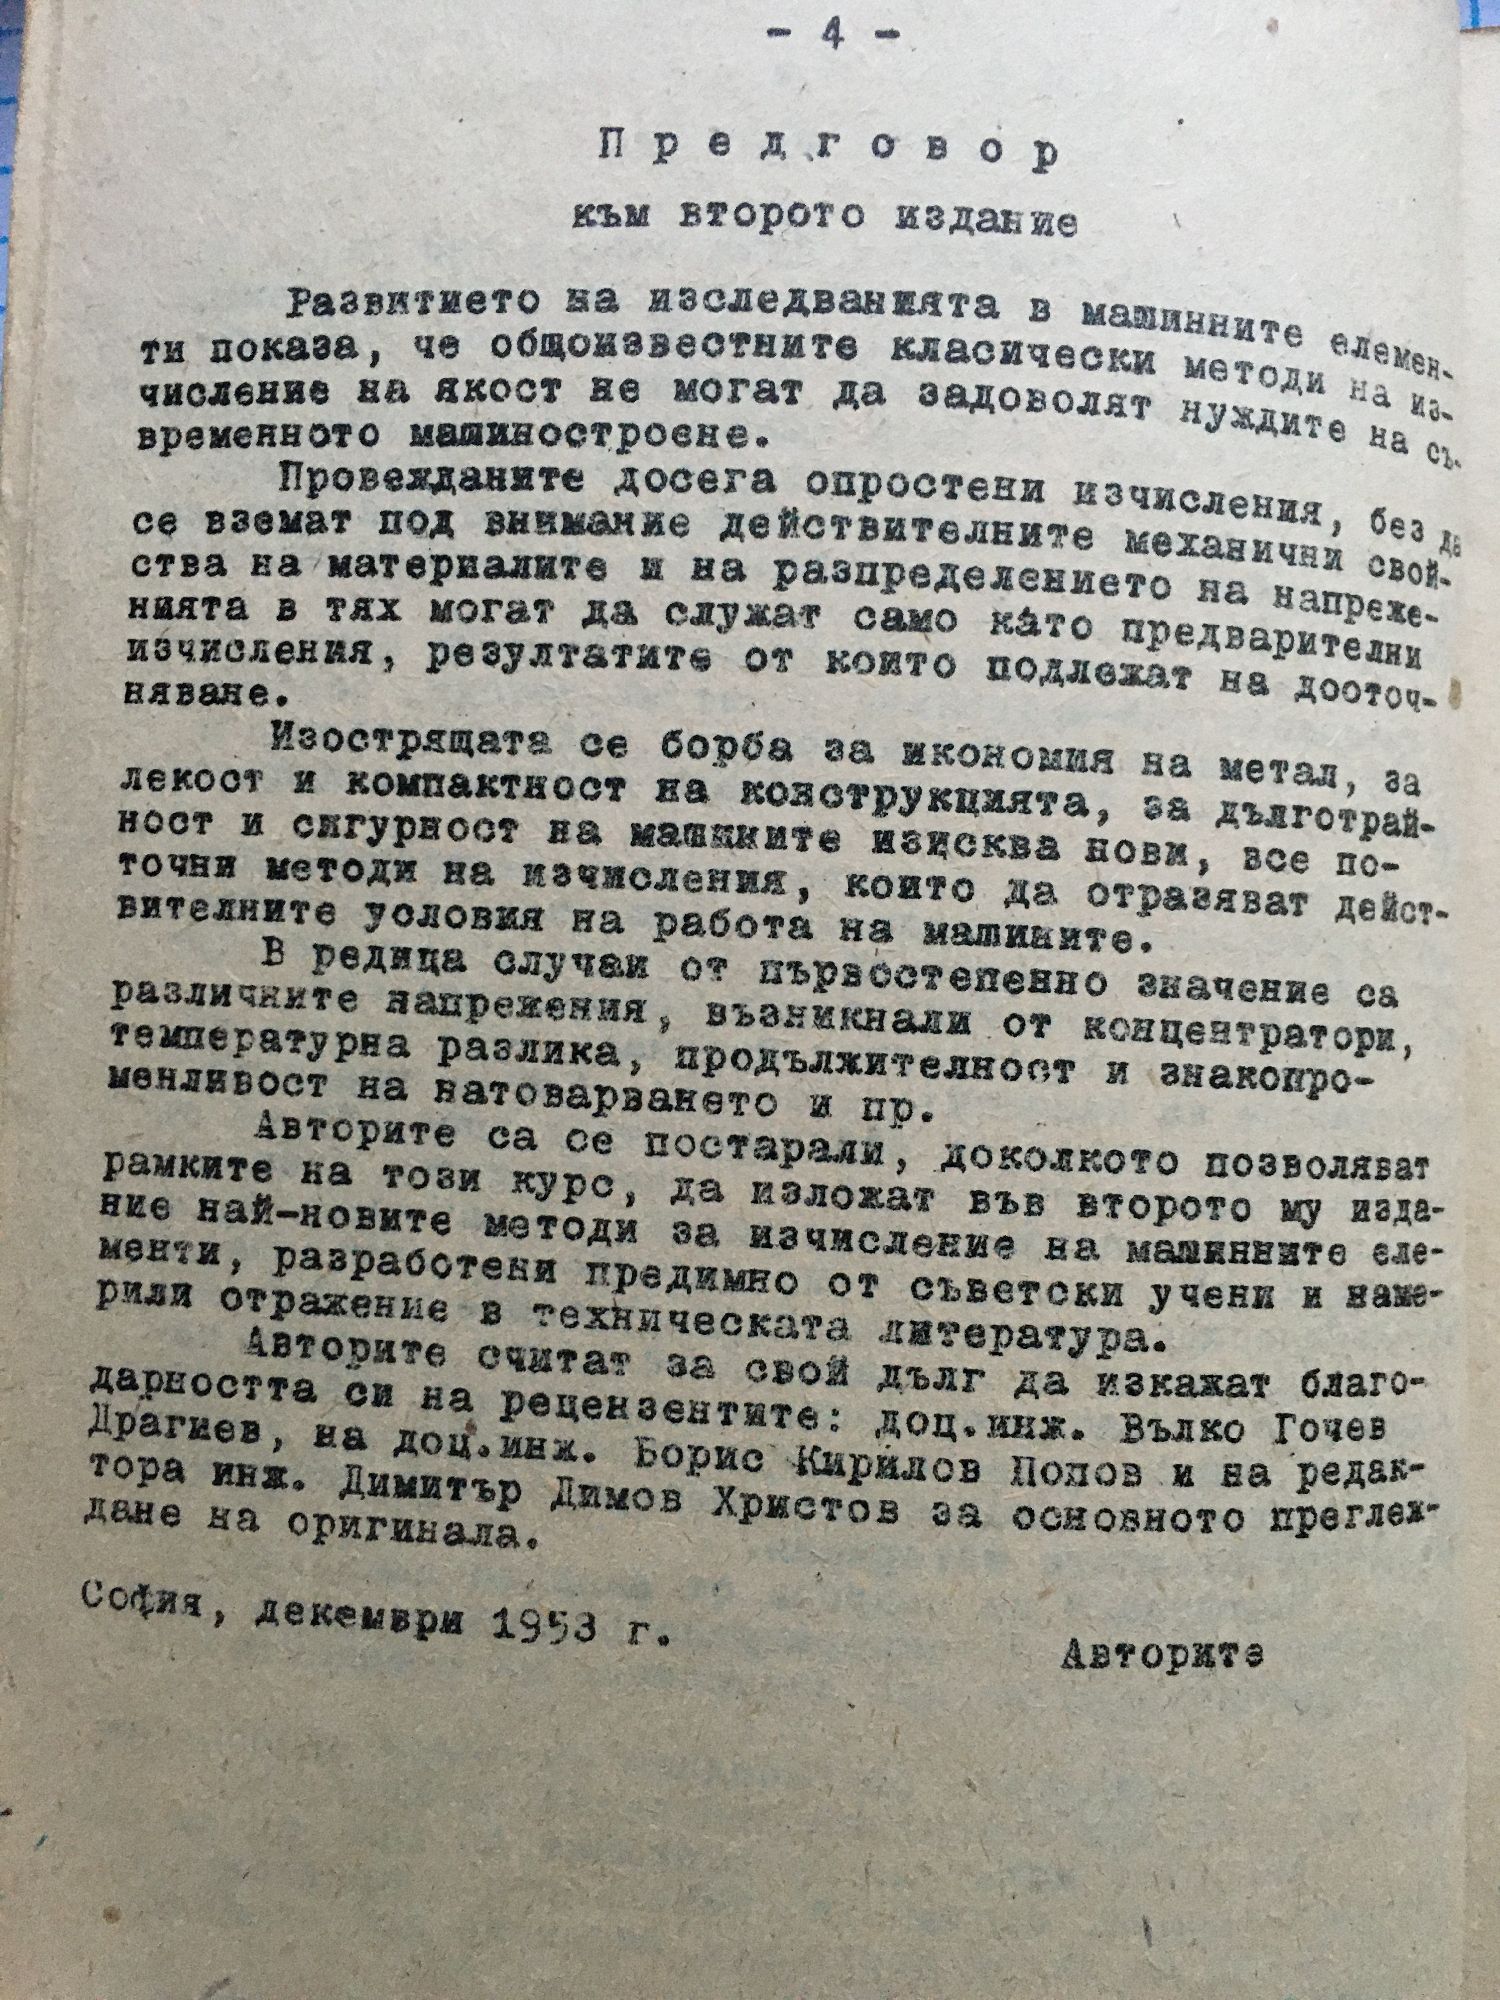 - 4 -
Предговор
към второто издание
Развитието на изследванията в машинните елемен-
ти показа, че общоизвестните класически методи на из-
числение на якост не могат да задоволят нуждите на съ-
временното машиностроене.
Провежданите досега опростени изчисления, без да
се вземат под внимание действителните механични свой-
ства на материалите и на разпределението на напреже-
нията в тях могат да служат само като предварителни
изчисления, резултатите от които подлежат на дооточ-
няване.
Изострящата се борба за икономия на метал, за
лекост и компактност на конструкцията, за дълготрай-
ност и сигурност на машините изисква нови, все по-
точни методи на изчисления, които да отразяват дейст-
вителните условия на работа на машините.
В редица случаи от първостепенно значение са
различните напрежения, възникнали от концентратори,
температурна разлика, продължителност и знакопро-
менливост на натоварването и пр.
Авторите са се постарали, доколкото позволяват
рамките на този курс, да изложат във второто му изда-
ние най-новите методи за изчисление на машинните еле-
менти, разработени предимно от съветски учени и наме-
рили отражение в техническата литература.
Авторите считат за свой дълг да изкажат благо-
дарността си на рецензентите: доц.инж. Вълко Гочев
Драгиев, на доц.инж. Борис Кирилов Попов и на редак-
тора инж. Димитър Димов Христов за основното преглеж-
дане на оригинала.
София, декември 1953 г.
Авторите